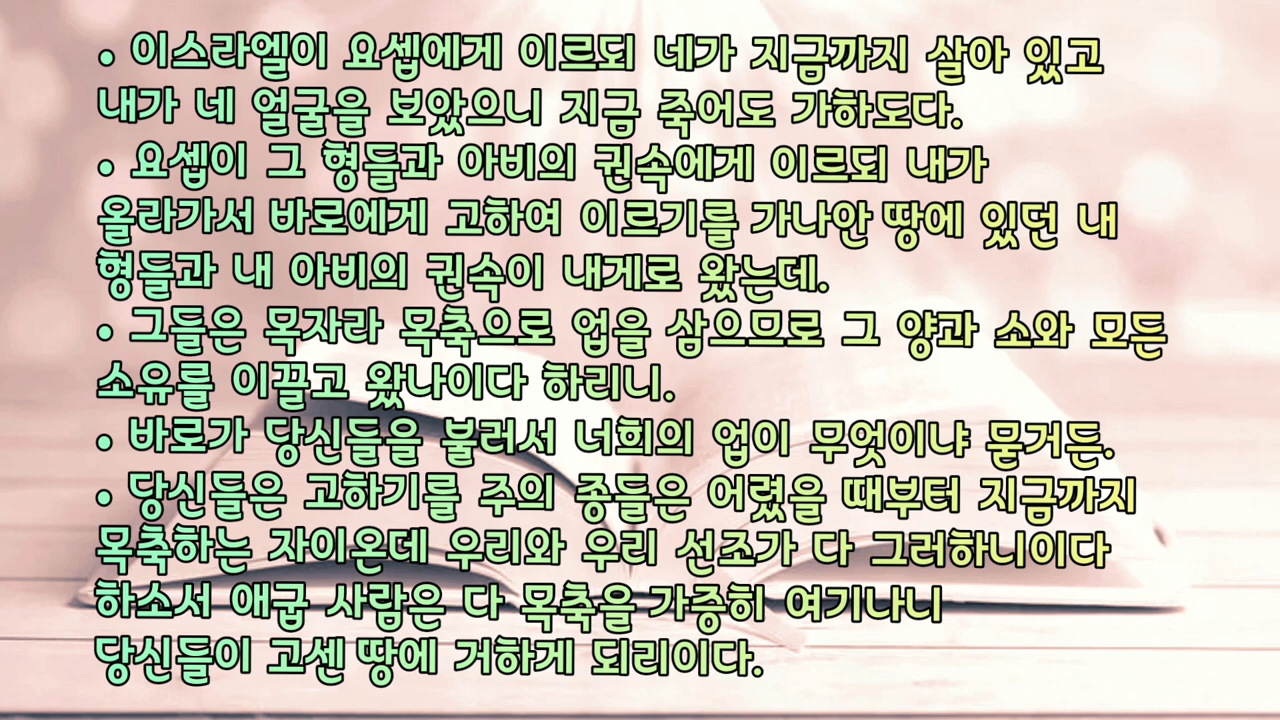 • 이스라엘이 요셉에게 이르되 네가 지금까지 살아 있고
내가 네 얼굴을 보았으니 지금 죽어도 가하도다.
• 요셉이 그 형들과 아비의 권속에게 이르되 내가
올라가서 바로에게 고하여 이르기를 가나안 땅에 있던 내
형들과 내 아비의 권속이 내게로 왔는데.
• 그들은 목자라 목축으로 업을 삼으므로 그 양과 소와 모든
소유를 이끌고 왔나이다 하리니.
• 바로가 당신들을 불러서 너희의 업이 무엇이냐 묻거든.
• 당신들은 고하기를 주의 종들은 어렸을 때부터 지금까지
목축하는 자이온데 우리와 우리 선조가 다 그러하니이다
하소서 애굽 사람은 다 목축을 가증히 여기나니
당신들이 고센 땅에 거하게 되리이다.